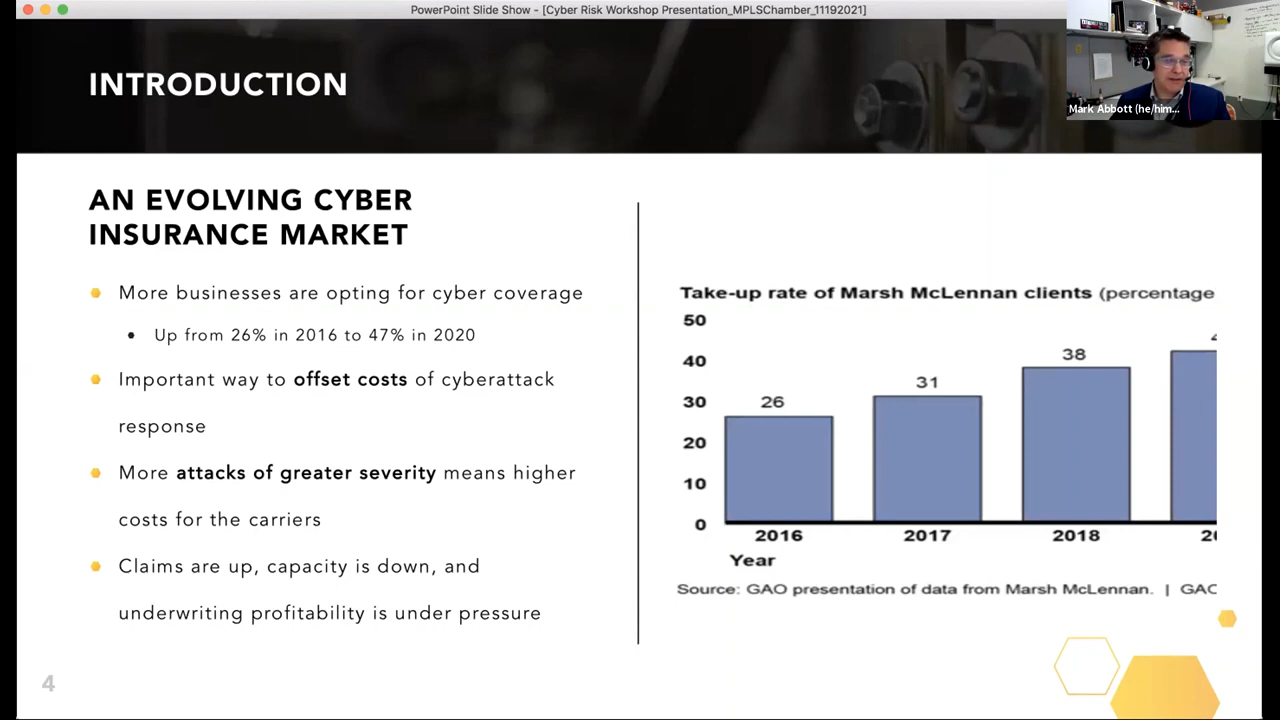 PowerPoint Slide Show - [Cyber Risk Workshop Presentation_MPLSChamber_11192021]
Mark Abbott (he/him...
INTRODUCTION
AN EVOLVING CYBER
INSURANCE MARKET
More businesses are opting for cyber coverage
Up from 26% in 2016 to 47% in 2020
Important way to offset costs of cyberattack
response
More attacks of greater severity means higher
costs for the carriers
Claims are up, capacity is down, and
underwriting profitability is under pressure
Take-up rate of Marsh McLennan clients (percentage
50
40
30
20
10
0
26
31
38
2016
2017
2018
Year
Source: GAO presentation of data from Marsh McLennan. |
4